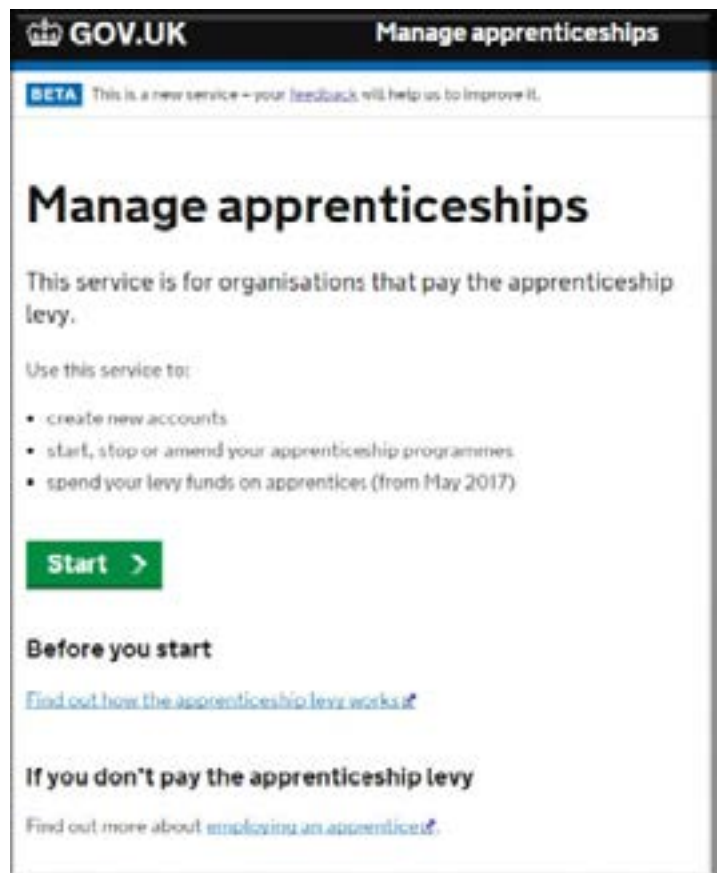 GOV.UK Manage apprenticeships
BETA This is a new service – your feedback will help us to improve it.
Manage apprenticeships
This service is for organisations that pay the apprenticeship
levy.
Use this service to:
• create new accounts
• start, stop or amend your apprenticeship programmes
• spend your levy funds on apprentices (from May 2017)
Start >
Before you start
Find out how the apprenticeship levy works
If you don't pay the apprenticeship levy
Find out more about employing an apprentice.